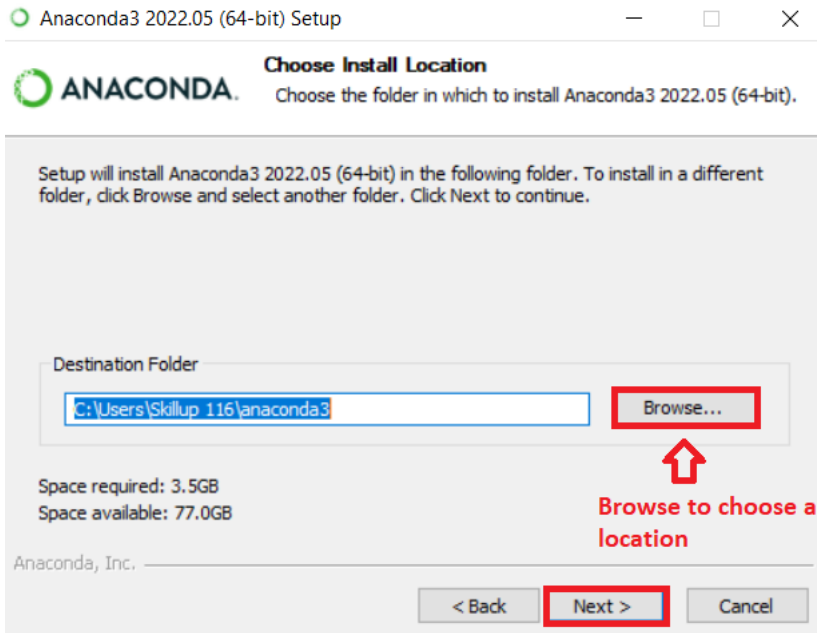 Anaconda3 2022.05 (64-bit) Setup
ANACONDA.
Choose Install Location
Choose the folder in which to install Anaconda3 2022.05 (64-bit).
Setup will install Anaconda3 2022.05 (64-bit) in the following folder. To install in a different
folder, click Browse and select another folder. Click Next to continue.
Destination Folder
C:\Users\Skillup 116\anaconda3
Browse...
Browse to choose a
location
Space required: 3.5GB
Space available: 77.0GB
Anaconda, Inc.
< Back
Next >
Cancel